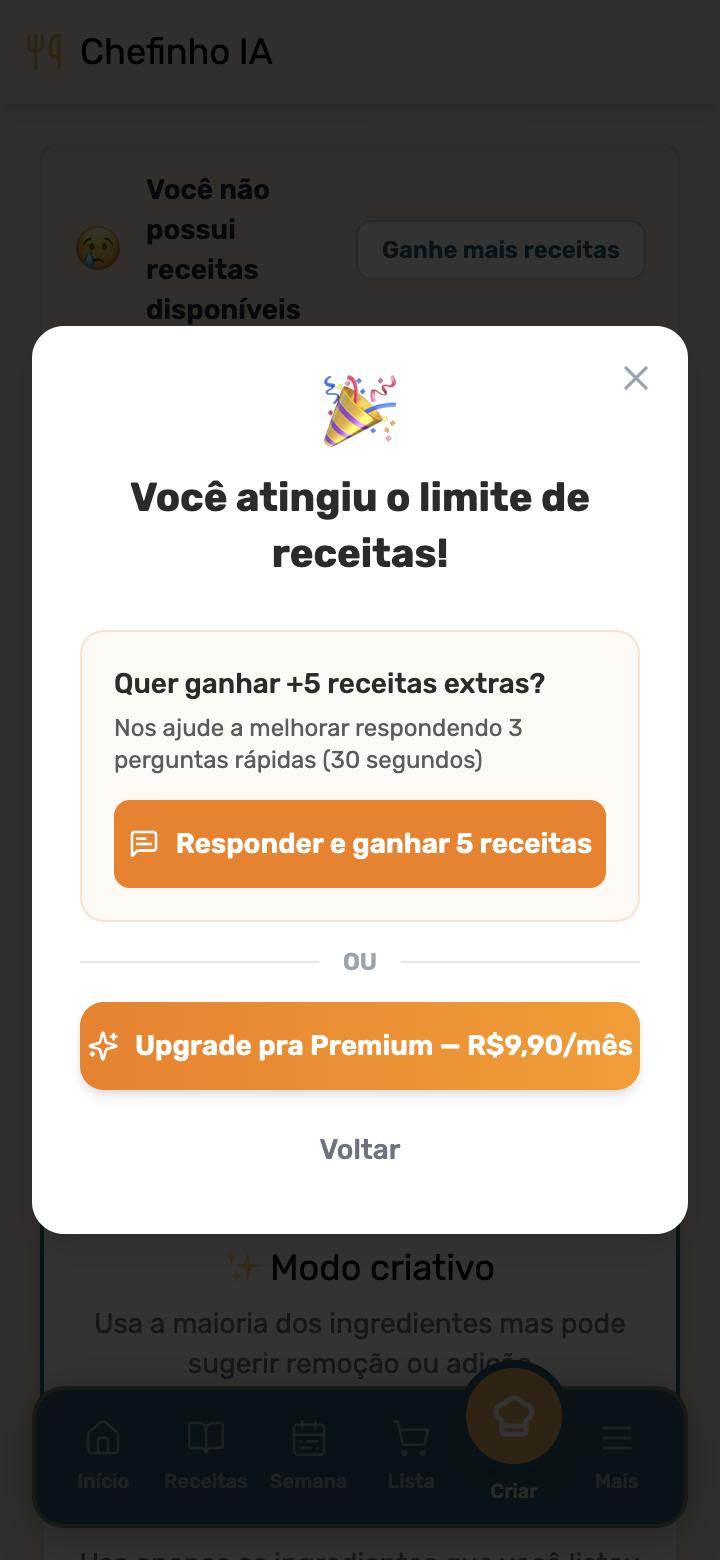 Chefinho IA
Você não
possui
receitas
disponíveis
Ganhe mais receitas
Você atingiu o limite de
receitas!
Quer ganhar +5 receitas extras?
Nos ajude a melhorar respondendo 3
perguntas rápidas (30 segundos)
Responder e ganhar 5 receitas
OU
Upgrade pra Premium — R$9,90/mês
Voltar
Modo criativo
Usa a maioria dos ingredientes mas pode
sugerir remoção ou adição
Início
Receitas
Semana
Lista
Criar
Mais